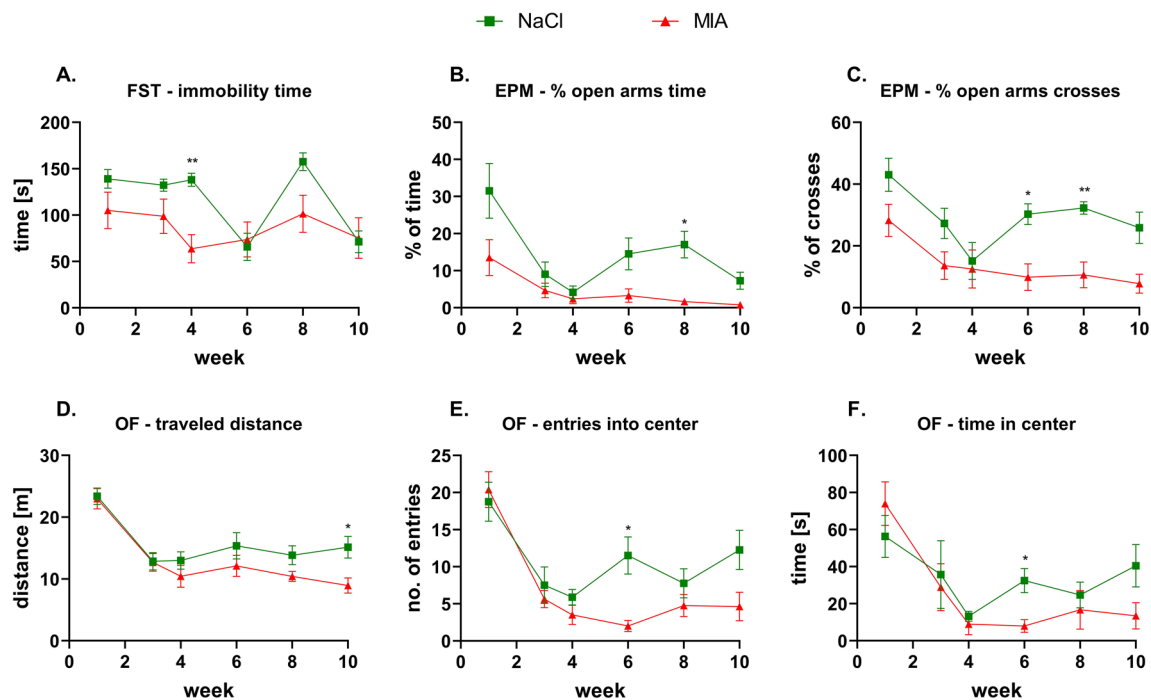 NaCl MIA
A. B. C.
FST - immobility time EPM - % open arms time EPM - % open arms crosses
200 50 60
150 40 40
100 30 20
50 20 0
0 10
0
time [s] % of time % of crosses
** * * **
0 2 4 6 8 10 0 2 4 6 8 10 0 2 4 6 8 10
week week week
D. E. F.
OF - traveled distance OF - entries into center OF - time in center
30 25 100
20 20 80
10 15 60
0 10 40
5 20
0 0
distance [m] no. of entries time [s]
* * *
0 2 4 6 8 10 0 2 4 6 8 10 0 2 4 6 8 10
week week week